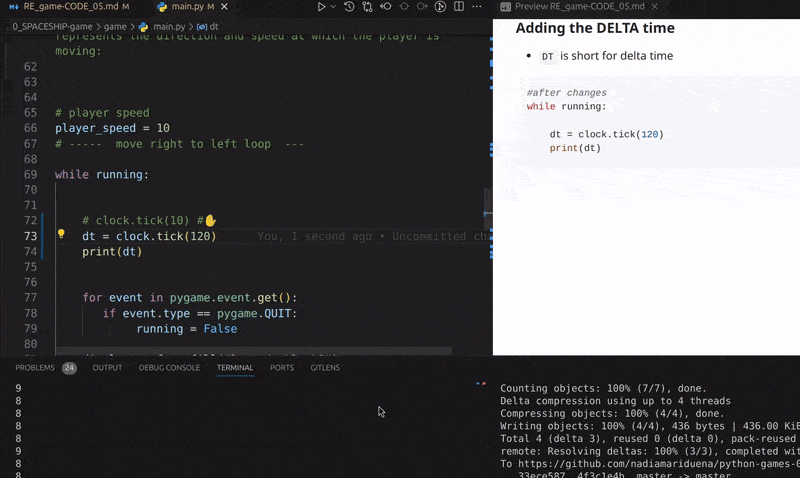 RE_game-CODE_05.md M
main.py M
0_SPACESHIP-game > game > main.py > dt
represents the direction and speed at which the player is
moving:
62
63
64
65 # player speed
66 player_speed = 10
67 # ----- move right to left loop ---
68
69 while running:
70
71
72 # clock.tick(10) #✋
73 dt = clock.tick(120) You, 1 second ago • Uncommitted cha
74 print(dt)
75
76
77 for event in pygame.event.get():
78 if event.type == pygame.QUIT:
79 running = False
80
Preview RE_game-CODE_05.md
Adding the DELTA time
• DT is short for delta time
#after changes
while running:
dt = clock.tick(120)
print(dt)
PROBLEMS 24 OUTPUT DEBUG CONSOLE TERMINAL PORTS GITLENS
9
8
8
8
8
9
8
8
Counting objects: 100% (7/7), done.
Delta compression using up to 4 threads
Compressing objects: 100% (4/4), done.
Writing objects: 100% (4/4), 436 bytes | 436.00 KiB
Total 4 (delta 3), reused 0 (delta 0), pack-reused
remote: Resolving deltas: 100% (3/3), completed wit
To https://github.com/nadiamariduena/python-games-0
33ece587..4f3c1e4b master -> master